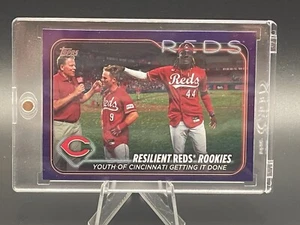 Topps
REDS
Reds
44
9
RESILIENT REDS® ROOKIES
YOUTH OF CINCINNATI GETTING IT DONE